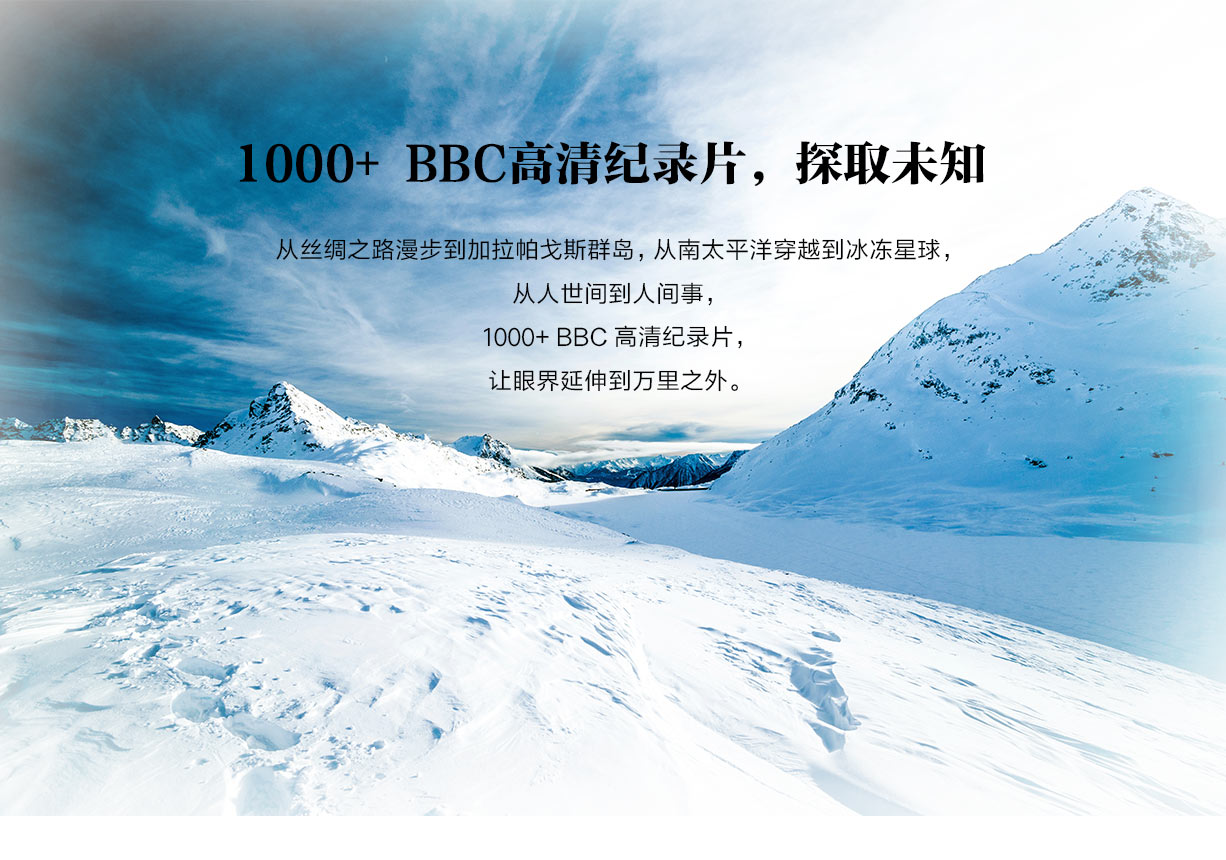 1000+ BBC高清纪录片，探取未知
从丝绸之路漫步到加拉帕戈斯群岛，从南太平洋穿越到冰冻星球，
从人世间到人间事，
1000+ BBC 高清纪录片，
让眼界延伸到万里之外。